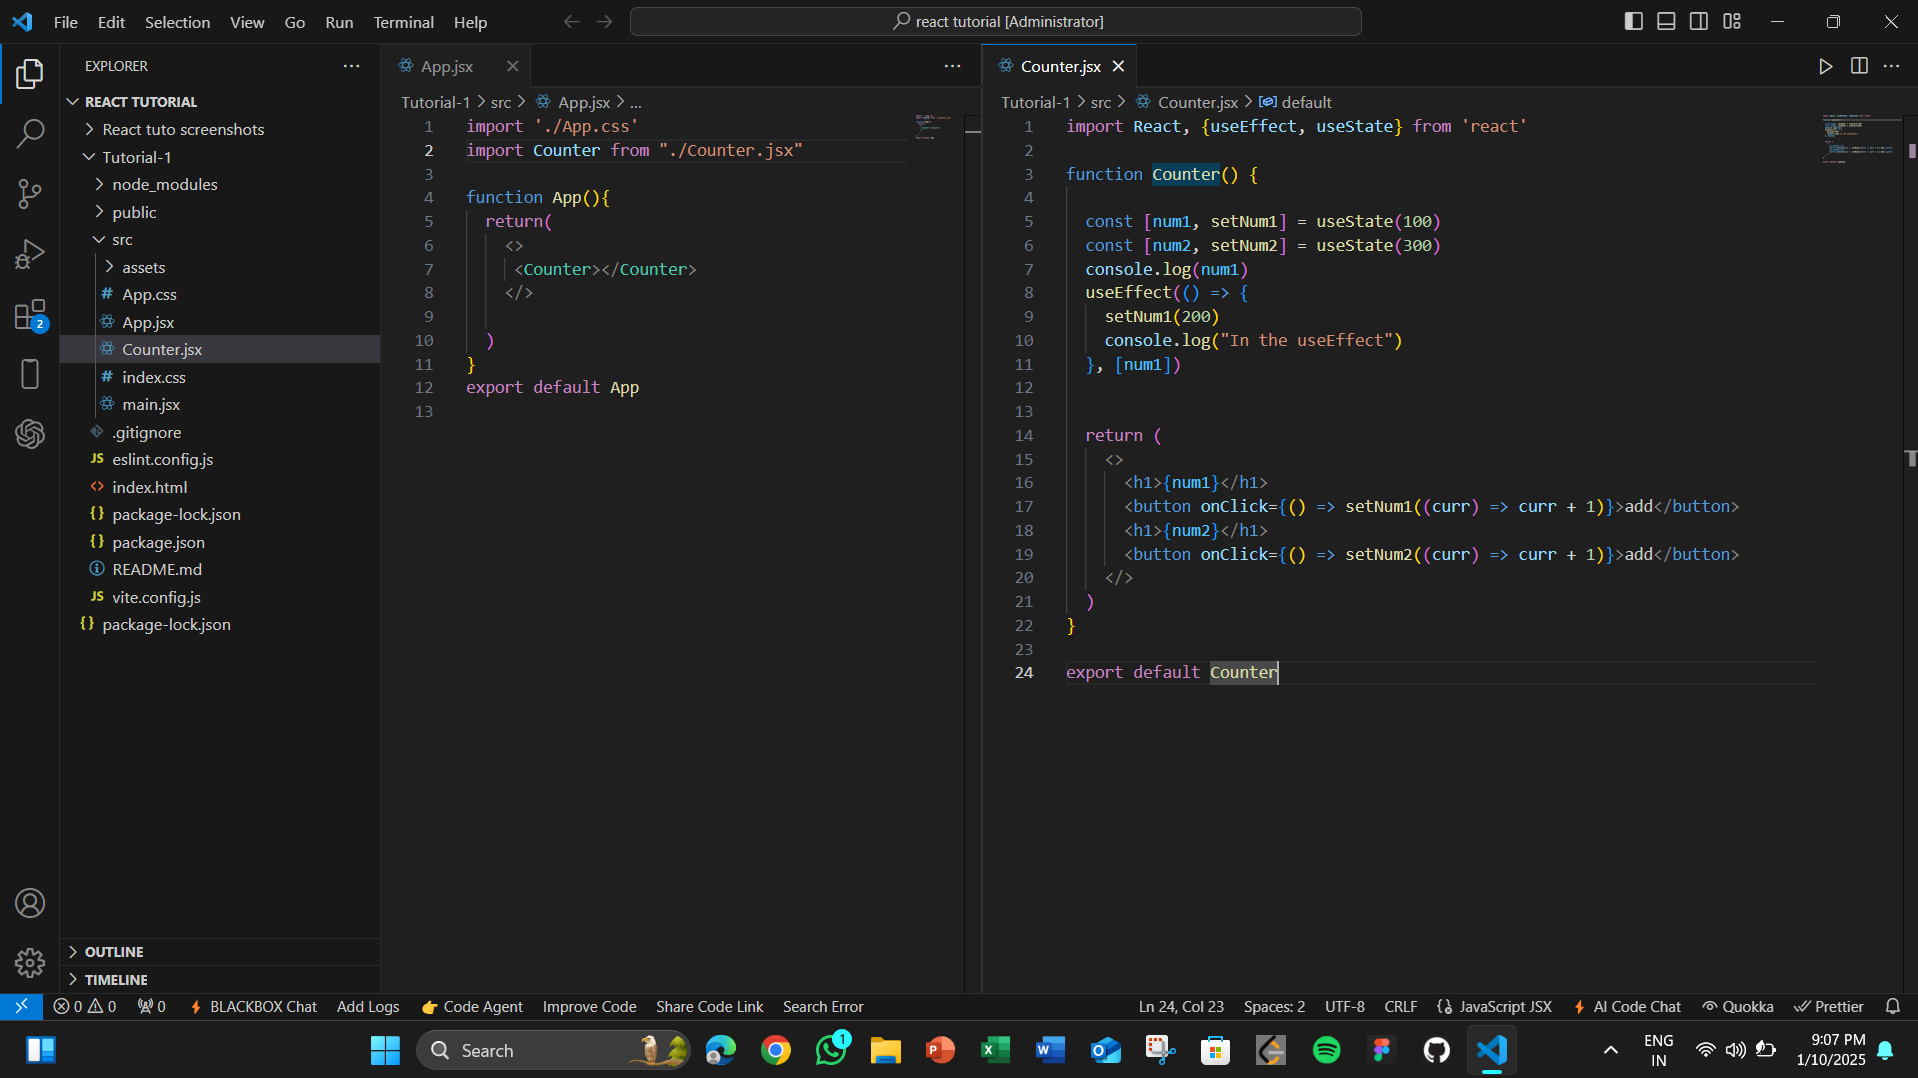 File Edit Selection View Go Run Terminal Help
react tutorial [Administrator]
EXPLORER
REACT TUTORIAL
React tuto screenshots
Tutorial-1
node_modules
public
src
assets
# App.css
App.jsx
Counter.jsx
# index.css
main.jsx
.gitignore
JS eslint.config.js
<> index.html
{} package-lock.json
{} package.json
README.md
JS vite.config.js
{} package-lock.json
OUTLINE
TIMELINE
2
App.jsx
Tutorial-1 > src > App.jsx > ...
1 import './App.css'
2 import Counter from "./Counter.jsx"
3
4 function App(){
5 return(
6 <>
7 <Counter></Counter>
8 </>
9
10 )
11 }
12 export default App
13
Counter.jsx
Tutorial-1 > src > Counter.jsx > default
1 import React, {useEffect, useState} from 'react'
2
3 function Counter() {
4
5 const [num1, setNum1] = useState(100)
6 const [num2, setNum2] = useState(300)
7 console.log(num1)
8 useEffect(() => {
9 setNum1(200)
10 console.log("In the useEffect")
11 }, [num1])
12
13
14 return (
15 <>
16 <h1>{num1}</h1>
17 <button onClick={() => setNum1((curr) => curr + 1)}>add</button>
18 <h1>{num2}</h1>
19 <button onClick={() => setNum2((curr) => curr + 1)}>add</button>
20 </>
21 )
22 }
23
24 export default Counter
0 0 0 BLACKBOX Chat Add Logs Code Agent Improve Code Share Code Link Search Error
Ln 24, Col 23 Spaces: 2 UTF-8 CRLF {} JavaScript JSX AI Code Chat Quokka Prettier
Search
1
ENG
IN
9:07 PM
1/10/2025